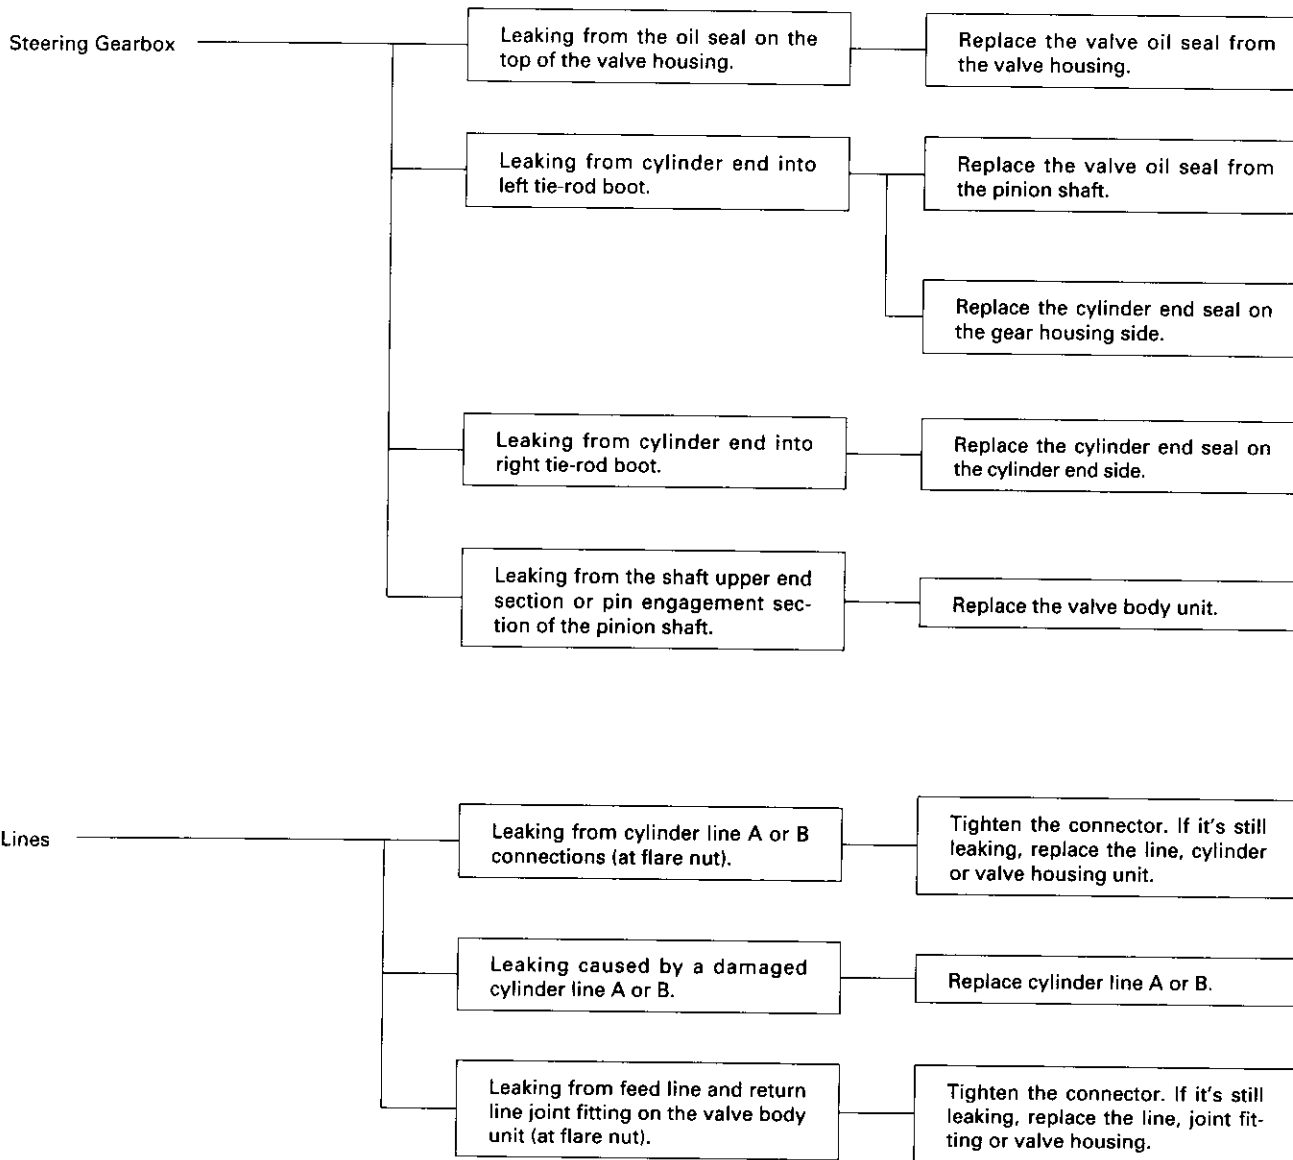 Steering Gearbox
Leaking from the oil seal on the
top of the valve housing.
Replace the valve oil seal from
the valve housing.
Leaking from cylinder end into
left tie-rod boot.
Replace the valve oil seal from
the pinion shaft.
Replace the cylinder end seal on
the gear housing side.
Leaking from cylinder end into
right tie-rod boot.
Replace the cylinder end seal on
the cylinder end side.
Leaking from the shaft upper end
section or pin engagement sec-
tion of the pinion shaft.
Replace the valve body unit.
Lines
Leaking from cylinder line A or B
connections (at flare nut).
Tighten the connector. If it's still
leaking, replace the line, cylinder
or valve housing unit.
Leaking caused by a damaged
cylinder line A or B.
Replace cylinder line A or B.
Leaking from feed line and return
line joint fitting on the valve body
unit (at flare nut).
Tighten the connector. If it's still
leaking, replace the line, joint fit-
ting or valve housing.